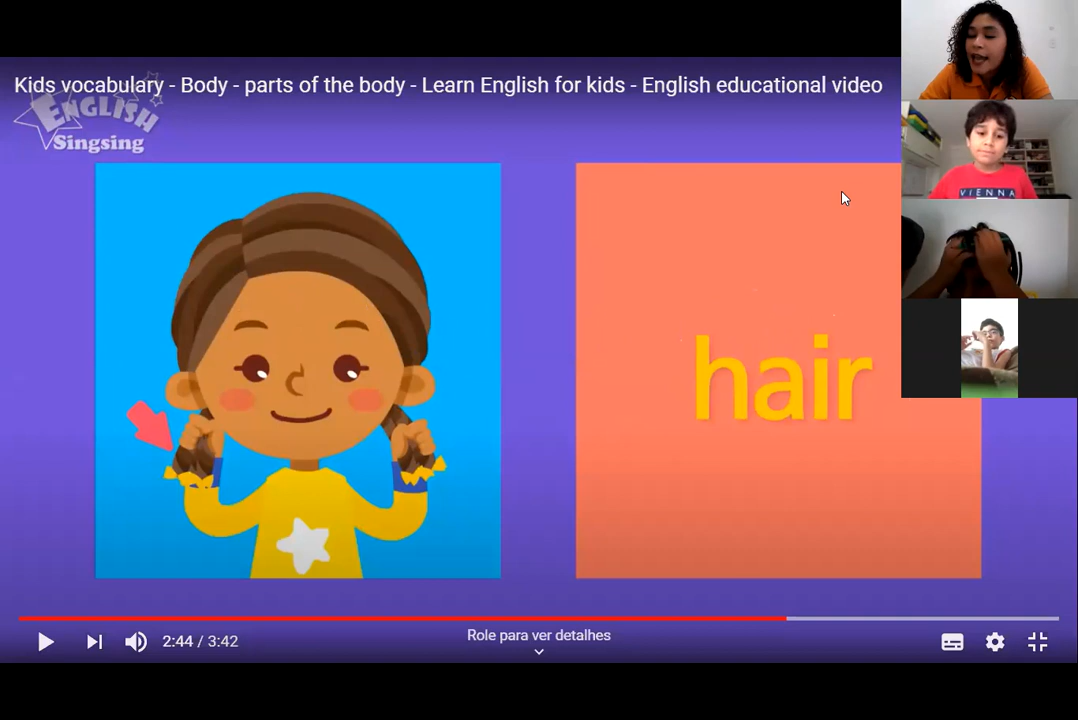 Kids vocabulary - Body - parts of the body - Learn English for kids - English educational video
ENGLISH
Singsing
VIENNA
hair
2:44 / 3:42
Role para ver detalhes